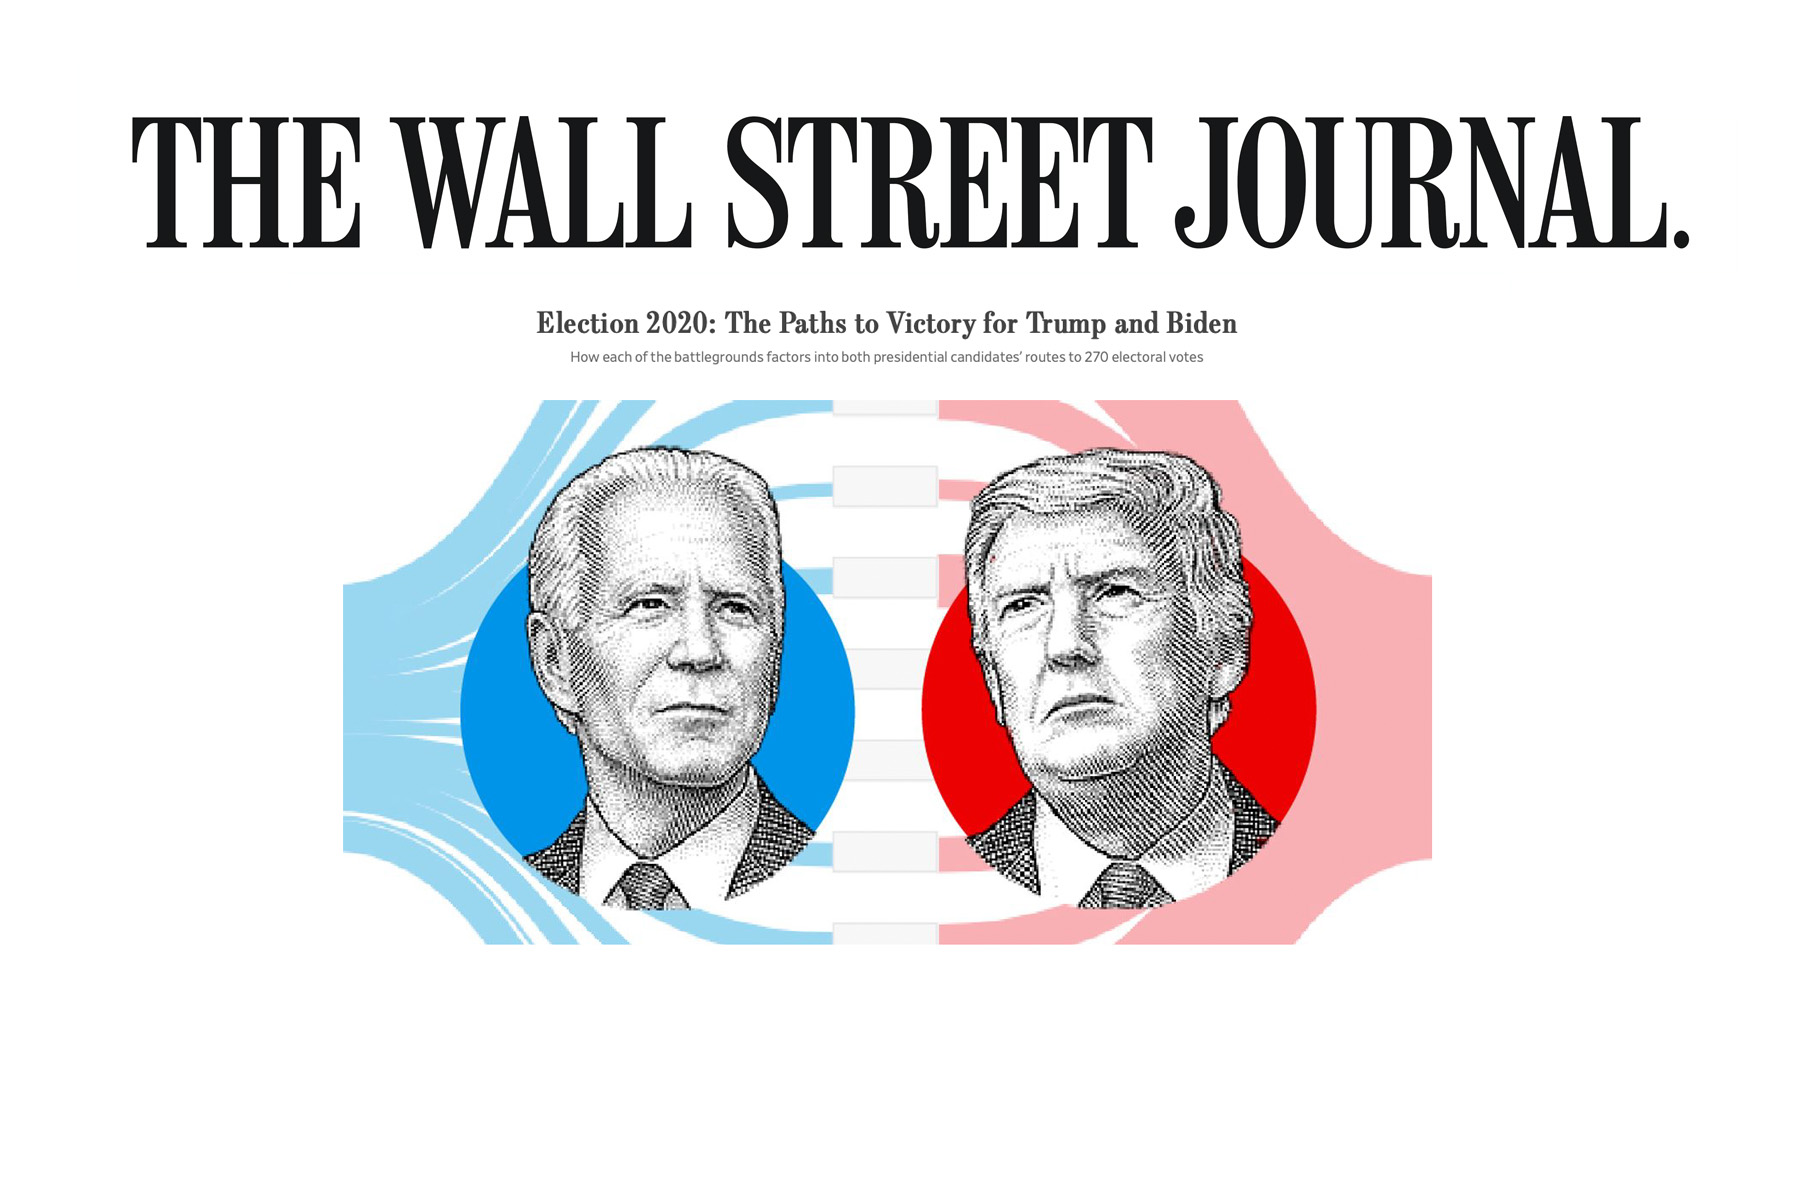 THE WALL STREET JOURNAL.
Election 2020: The Paths to Victory for Trump and Biden
How each of the battlegrounds factors into both presidential candidates’ routes to 270 electoral votes